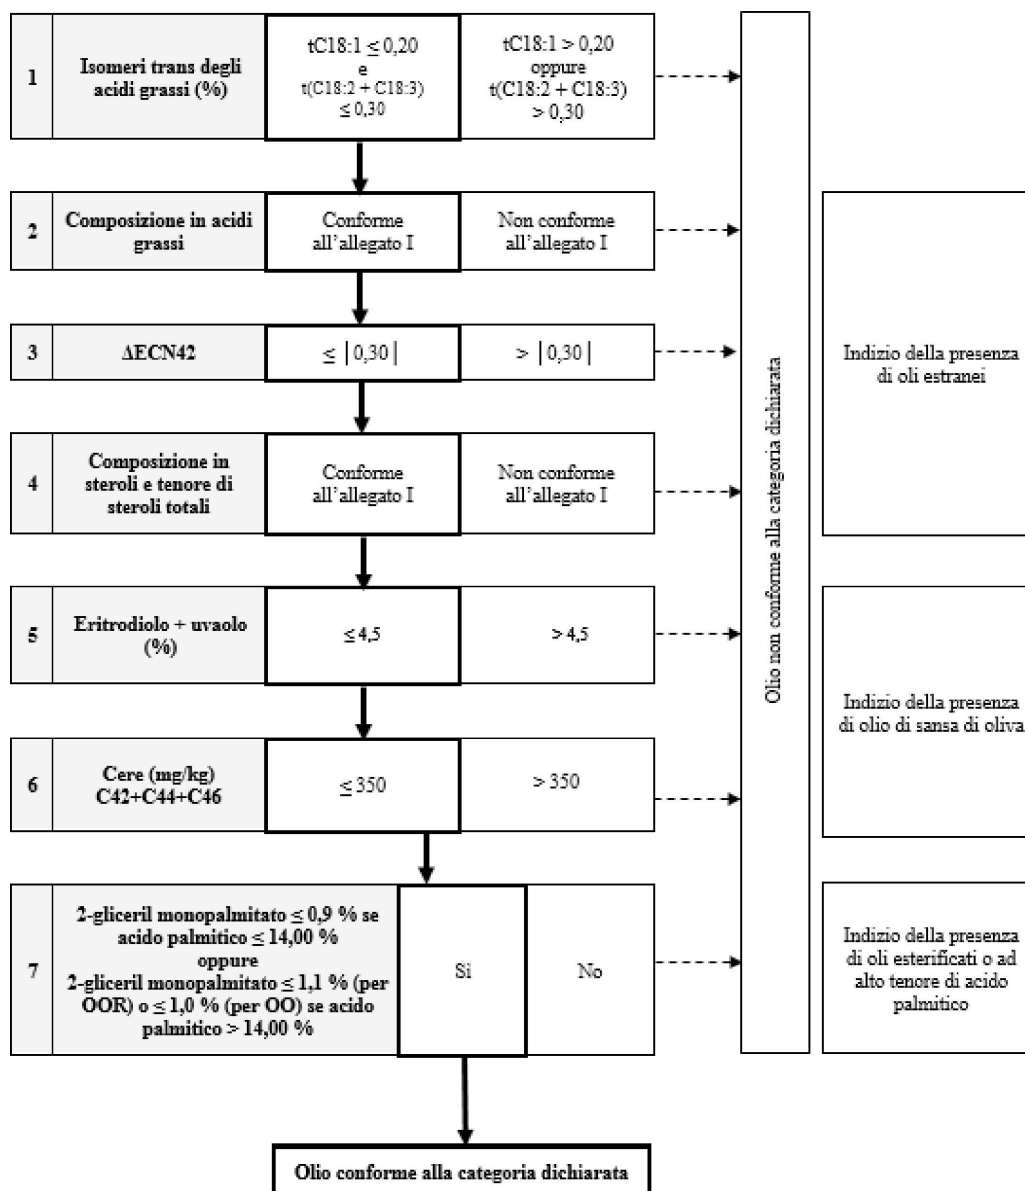 1
Isomeri trans degli
acidi grassi (%)
tC18:1 ≤ 0,20
e
t(C18:2 + C18:3)
≤ 0,30
tC18:1 > 0,20
oppure
t(C18:2 + C18:3)
> 0,30
2
Composizione in acidi
grassi
Conforme
all’allegato I
Non conforme
all’allegato I
3
ΔECN42
≤ |0,30|
> |0,30|
4
Composizione in
steroli e tenore di
steroli totali
Conforme
all’allegato I
Non conforme
all’allegato I
5
Eritrodiolo + uvaolo
(%)
≤ 4,5
> 4,5
6
Cere (mg/kg)
C42+C44+C46
≤ 350
> 350
7
2-gliceril monopalmitato ≤ 0,9 % se
acido palmitico ≤ 14,00 %
oppure
2-gliceril monopalmitato ≤ 1,1 % (per
OOR) o ≤ 1,0 % (per OO) se acido
palmitico > 14,00 %
Sì
No
Olio non conforme alla categoria dichiarata
Indizio della presenza
di oli estranei
Indizio della presenza
di olio di sansa di oliva
Indizio della presenza
di oli esterificati o ad
alto tenore di acido
palmitico
Olio conforme alla categoria dichiarata